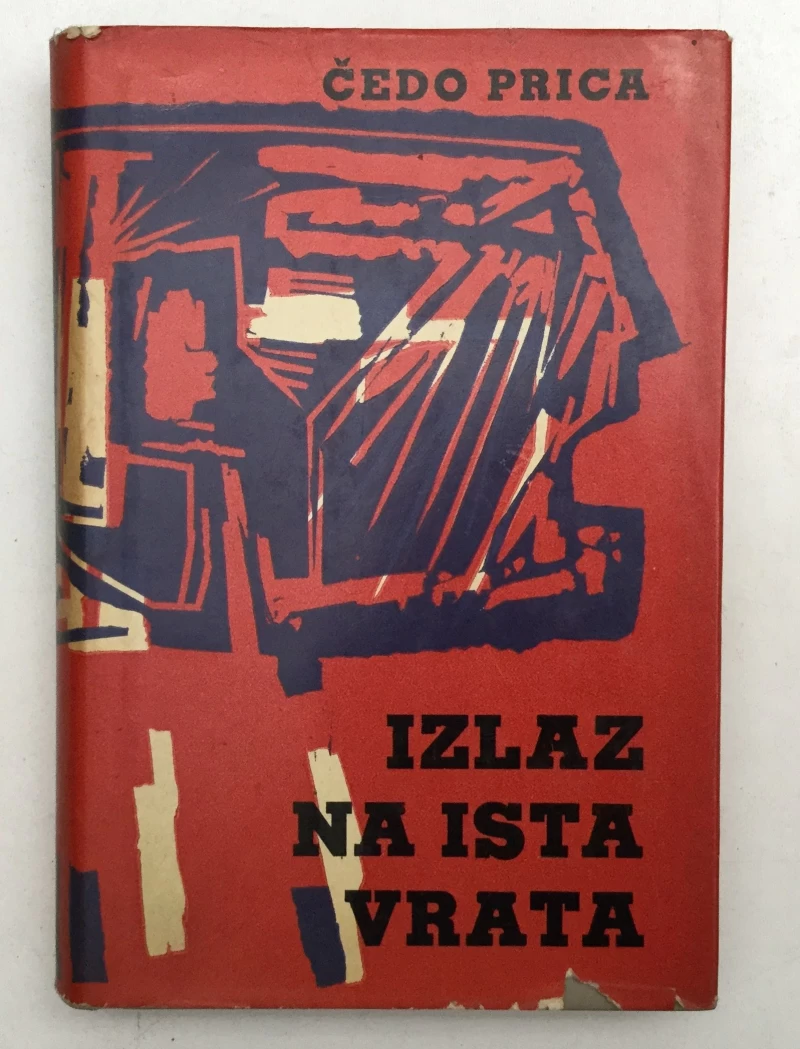 ČEDO PRICA
IZLAZ
NA ISTA
VRATA